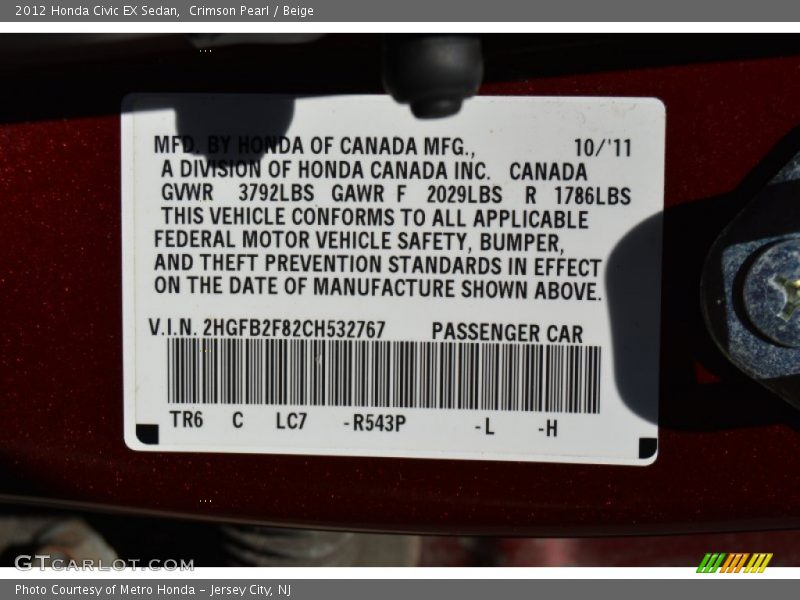 2012 Honda Civic EX Sedan,  Crimson Pearl / Beige
MFD. BY HONDA OF CANADA MFG., 10/'11
A DIVISION OF HONDA CANADA INC. CANADA
GVWR 3792LBS GAWR F 2029LBS R 1786LBS
THIS VEHICLE CONFORMS TO ALL APPLICABLE
FEDERAL MOTOR VEHICLE SAFETY, BUMPER,
AND THEFT PREVENTION STANDARDS IN EFFECT
ON THE DATE OF MANUFACTURE SHOWN ABOVE.
V.I.N. 2HGFB2F82CH532767 PASSENGER CAR
TR6 C LC7 -R543P -L -H
GTCARLOT.COM
Photo Courtesy of Metro Honda - Jersey City, NJ